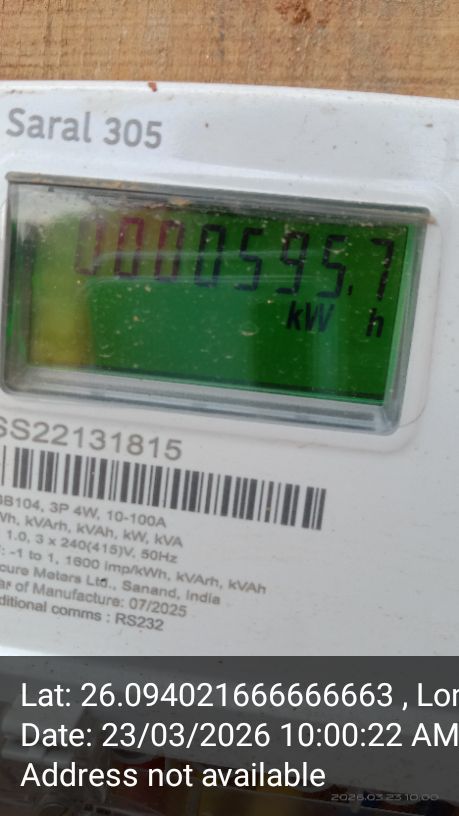 Saral 305
0000595.7
kW h
SS22131815
B104, 3P 4W, 10-100A
Wh, kVArh, kVAh, kW, kVA
1.0, 3 x 240(415)V, 50Hz
: -1 to 1, 1600 imp/kWh, kVArh, kVAh
cure Meters Ltd., Sanand, India
ar of Manufacture: 07/2025
ditional comms : RS232
Lat: 26.094021666666663 , Lon
Date: 23/03/2026 10:00:22 AM
Address not available
2026.03.23 10:00